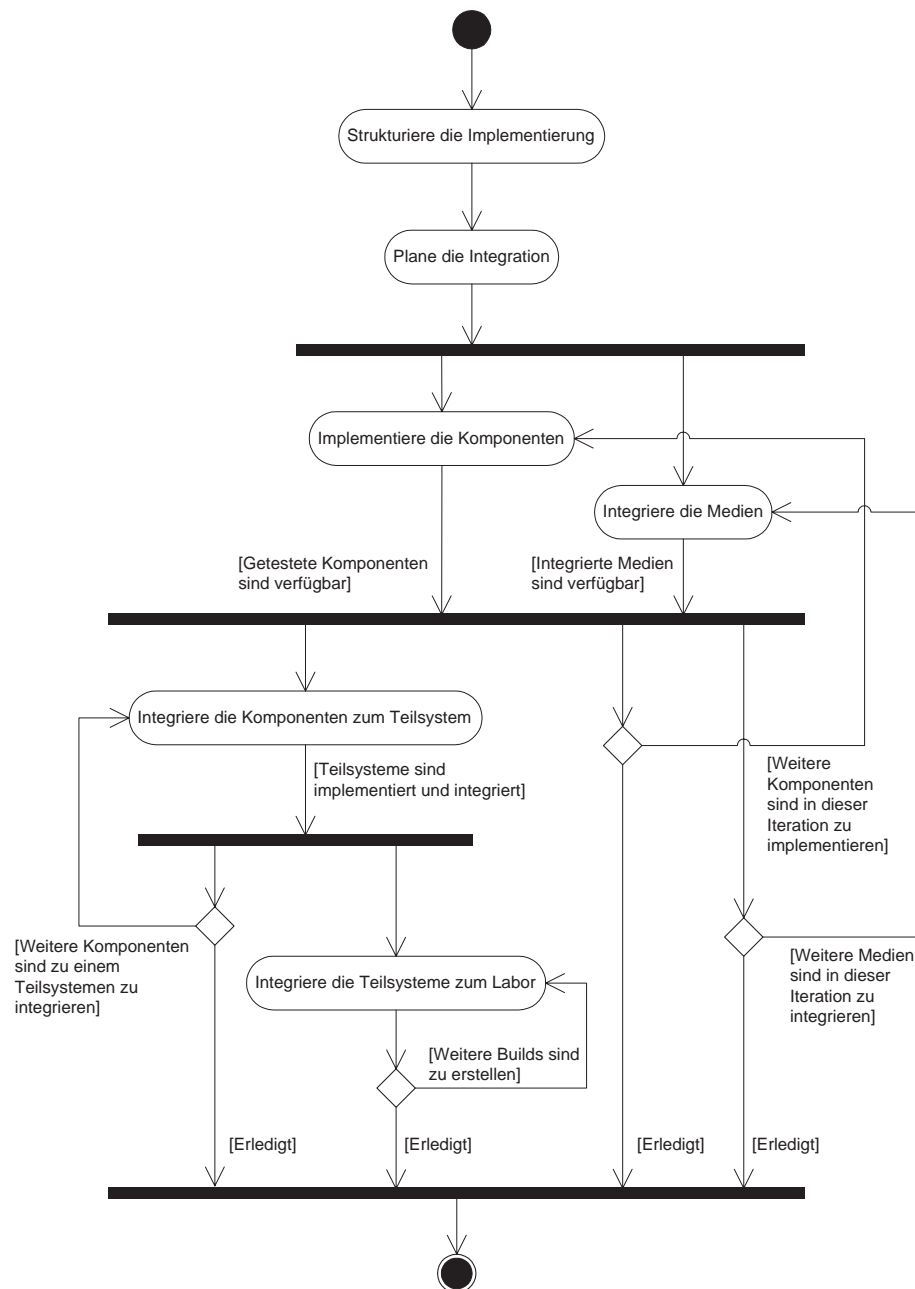 Strukturiere die Implementierung
Plane die Integration
Implementiere die Komponenten
Integriere die Medien
[Getestete Komponenten
sind verfügbar]
[Integrierte Medien
sind verfügbar]
Integriere die Komponenten zum Teilsystem
[Teilsysteme sind
implementiert und integriert]
[Weitere
Komponenten
sind in dieser
Iteration zu
implementieren]
[Weitere Komponenten
sind zu einem
Teilsystemen zu
integrieren]
Integriere die Teilsysteme zum Labor
[Weitere Medien
sind in dieser
Iteration zu
integrieren]
[Weitere Builds sind
zu erstellen]
[Erledigt]
[Erledigt]
[Erledigt]
[Erledigt]